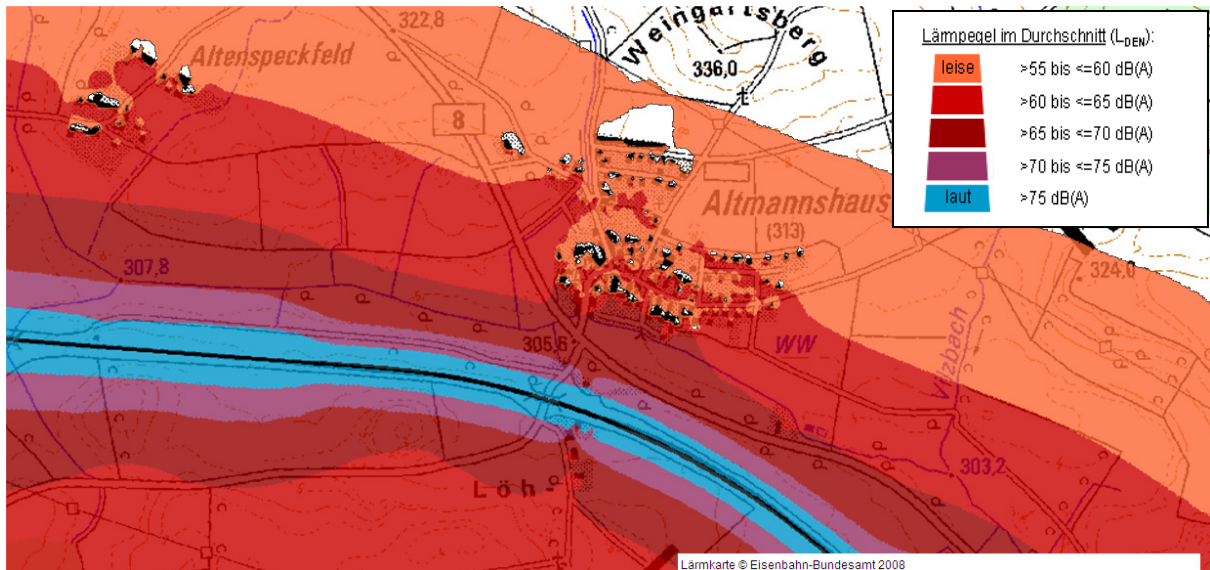 322,8
Altenspeckfeld
Weingartsberg
336,0
t
8
Altmannshaus
(313)
324,0
307,8
305,6
WW
Vizbach
303,2
Löh-
Lärmpegel im Durchschnitt (LDEN):
leise >55 bis <=60 dB(A)
>60 bis <=65 dB(A)
>65 bis <=70 dB(A)
>70 bis <=75 dB(A)
laut >75 dB(A)
Lärmkarte © Eisenbahn-Bundesamt 2008